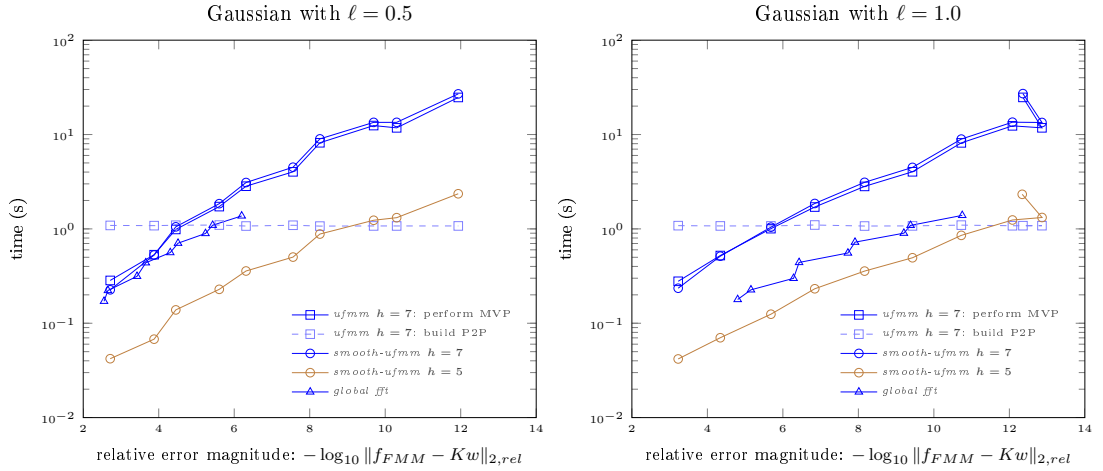 Gaussian with ℓ = 0.5
10²
10¹
10⁰
10⁻¹
10⁻²
time (s)
2 4 6 8 10 12 14
relative error magnitude: − log₁₀ ‖f_FMM − Kw‖₂,rel
ufmm h = 7: perform MVP
ufmm h = 7: build P2P
smooth-ufmm h = 7
smooth-ufmm h = 5
global fft
Gaussian with ℓ = 1.0
10²
10¹
10⁰
10⁻¹
10⁻²
time (s)
2 4 6 8 10 12 14
relative error magnitude: − log₁₀ ‖f_FMM − Kw‖₂,rel
ufmm h = 7: perform MVP
ufmm h = 7: build P2P
smooth-ufmm h = 7
smooth-ufmm h = 5
global fft